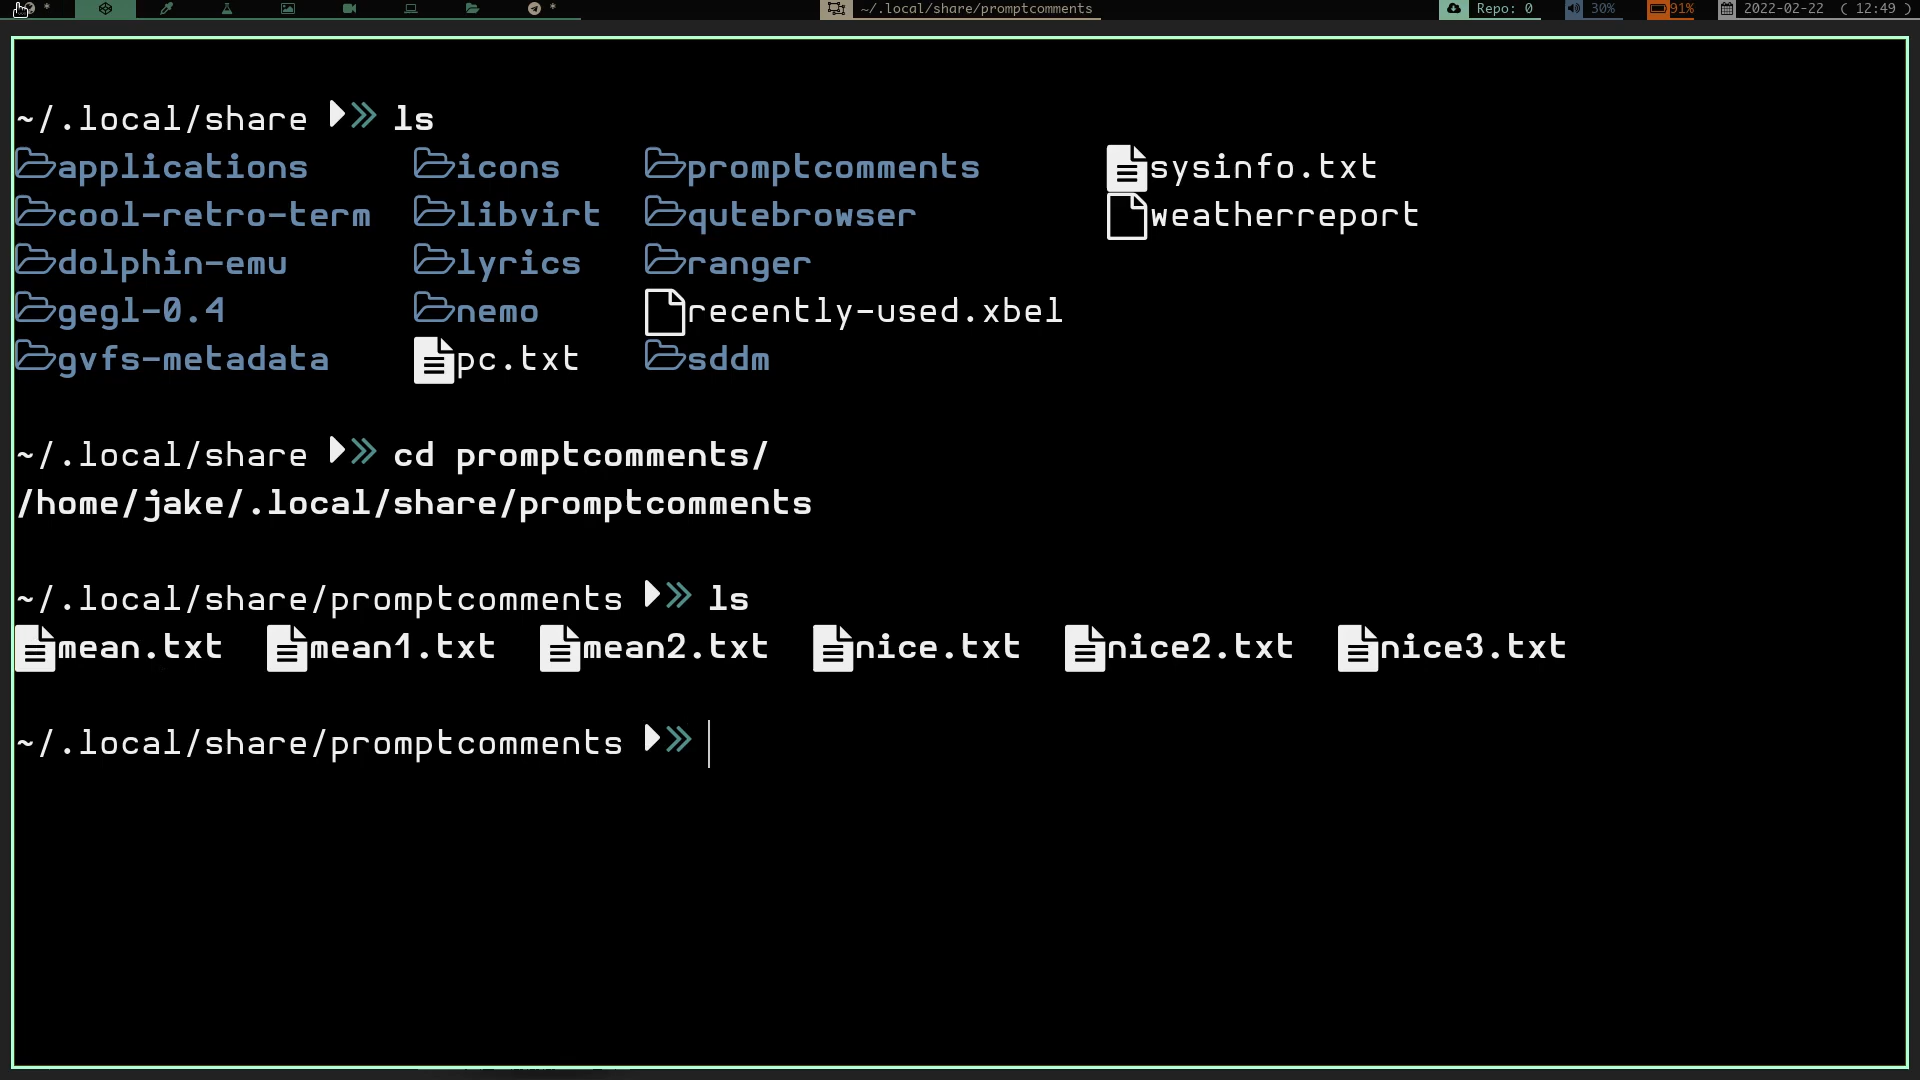 * * ~/.local/share/promptcomments Repo: 0 30% 91% 2022-02-22 ( 12:49 )
~/.local/share ls
applications icons promptcomments sysinfo.txt
cool-retro-term libvirt qutebrowser weatherreport
dolphin-emu lyrics ranger
gegl-0.4 nemo recently-used.xbel
gvfs-metadata pc.txt sddm
~/.local/share cd promptcomments/
/home/jake/.local/share/promptcomments
~/.local/share/promptcomments ls
mean.txt mean1.txt mean2.txt nice.txt nice2.txt nice3.txt
~/.local/share/promptcomments